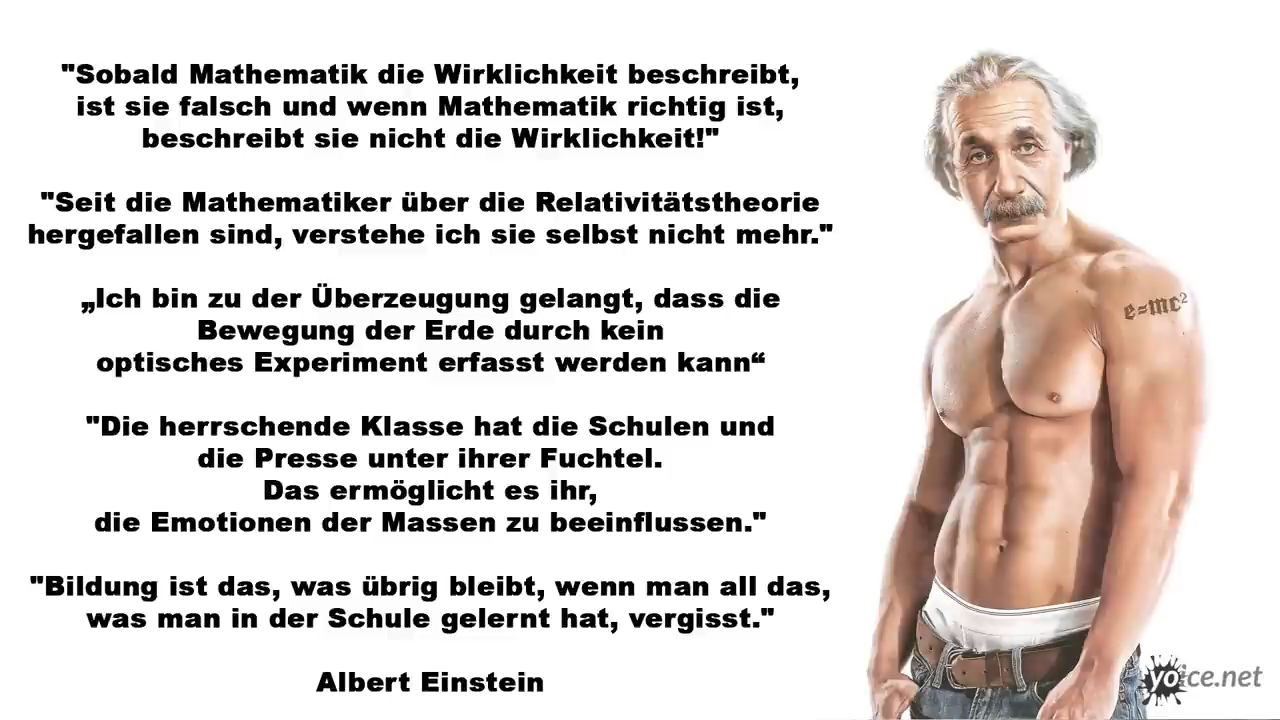 "Sobald Mathematik die Wirklichkeit beschreibt,
ist sie falsch und wenn Mathematik richtig ist,
beschreibt sie nicht die Wirklichkeit!"
"Seit die Mathematiker über die Relativitätstheorie
hergefallen sind, verstehe ich sie selbst nicht mehr."
„Ich bin zu der Überzeugung gelangt, dass die
Bewegung der Erde durch kein
optisches Experiment erfasst werden kann“
"Die herrschende Klasse hat die Schulen und
die Presse unter ihrer Fuchtel.
Das ermöglicht es ihr,
die Emotionen der Massen zu beeinflussen."
"Bildung ist das, was übrig bleibt, wenn man all das,
was man in der Schule gelernt hat, vergisst."
Albert Einstein
e=mc²
yoice.net